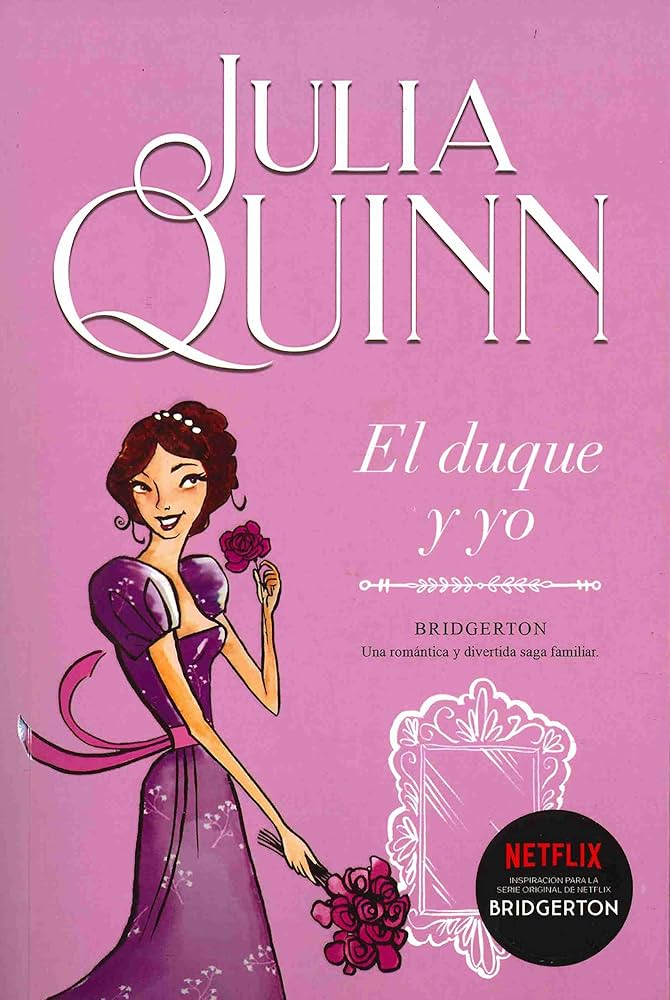 JULIA
QUINN
El duque
y yo
BRIDGERTON
Una romántica y divertida saga familiar.
NETFLIX
INSPIRACIÓN PARA LA
SERIE ORIGINAL DE NETFLIX
BRIDGERTON